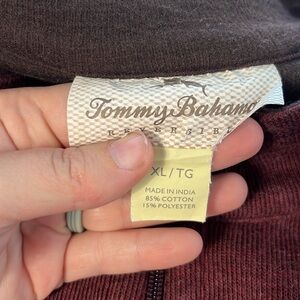 Tommy Bahama
REVERSIBLE
XL/TG
MADE IN INDIA
85% COTTON
15% POLYESTER